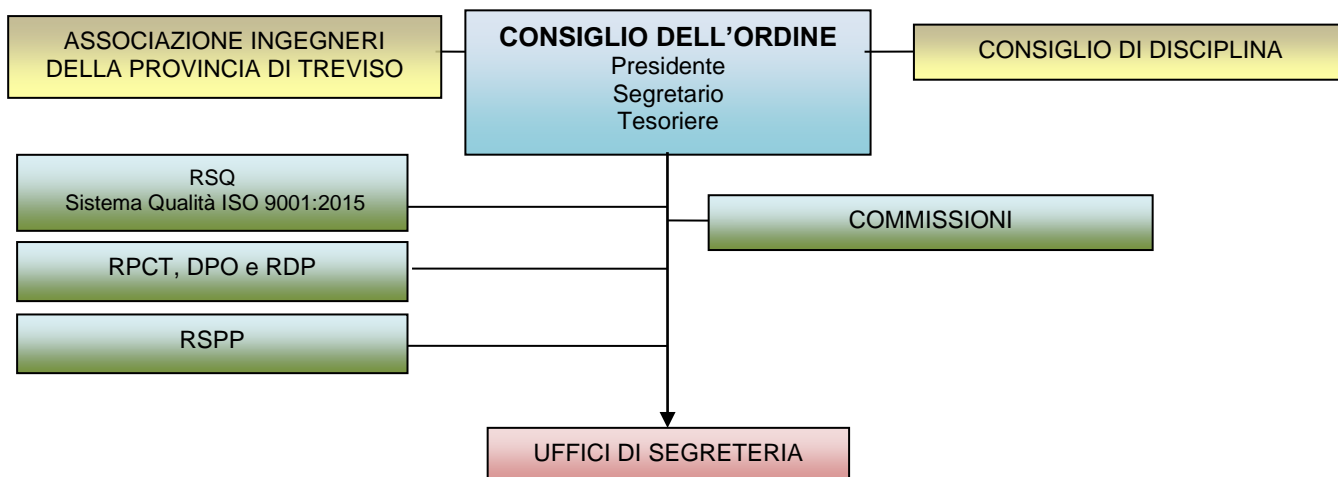 ASSOCIAZIONE INGEGNERI
DELLA PROVINCIA DI TREVISO
CONSIGLIO DELL’ORDINE
Presidente
Segretario
Tesoriere
CONSIGLIO DI DISCIPLINA
RSQ
Sistema Qualità ISO 9001:2015
COMMISSIONI
RPCT, DPO e RDP
RSPP
UFFICI DI SEGRETERIA